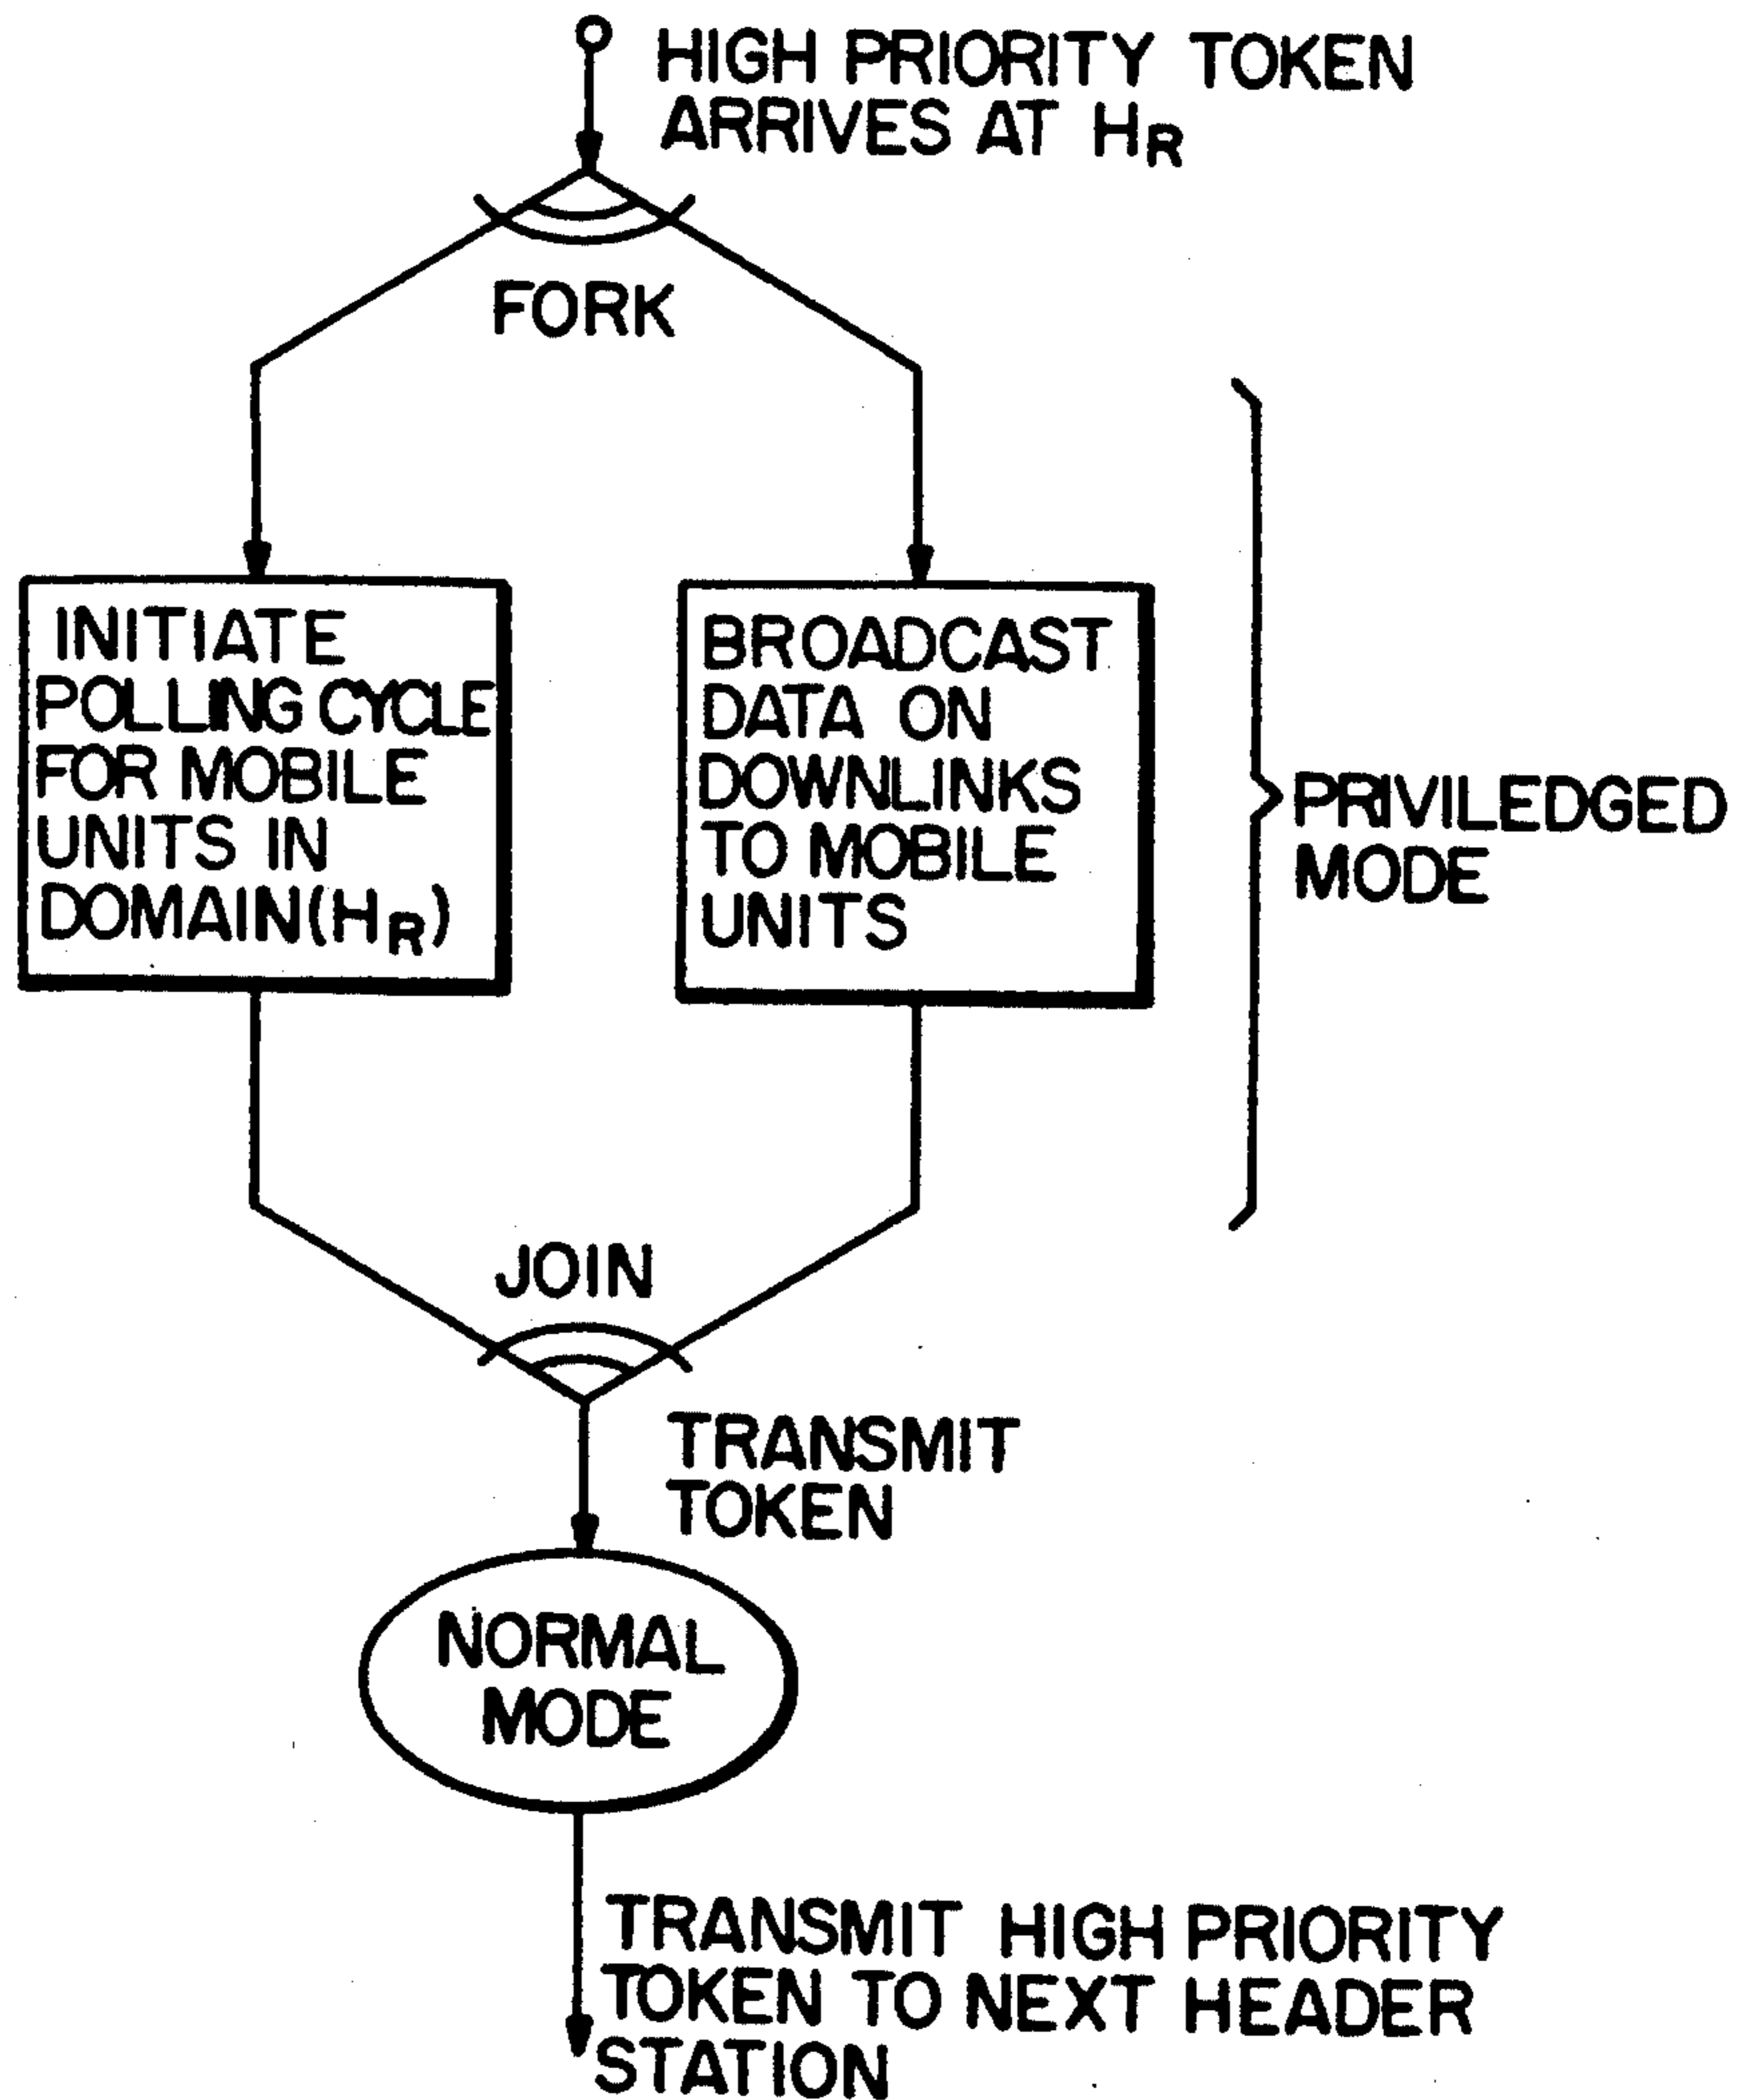 HIGH PRIORITY TOKEN
ARRIVES AT HR
FORK
INITIATE
POLLING CYCLE
FOR MOBILE
UNITS IN
DOMAIN(HR)
BROADCAST
DATA ON
DOWNLINKS
TO MOBILE
UNITS
PRIVILEDGED
MODE
JOIN
TRANSMIT
TOKEN
NORMAL
MODE
TRANSMIT HIGH PRIORITY
TOKEN TO NEXT HEADER
STATION